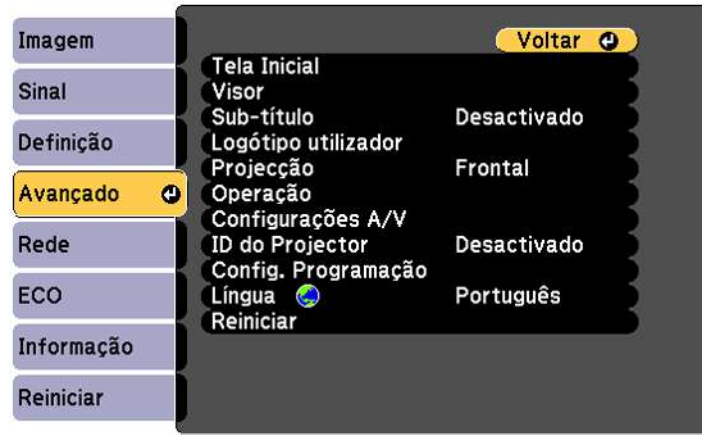 Imagem
Sinal
Definição
Avançado
Rede
ECO
Informação
Reiniciar
Voltar
Tela Inicial
Visor
Sub-título Desactivado
Logótipo utilizador
Projecção Frontal
Operação
Configurações A/V
ID do Projector Desactivado
Config. Programação
Língua Português
Reiniciar